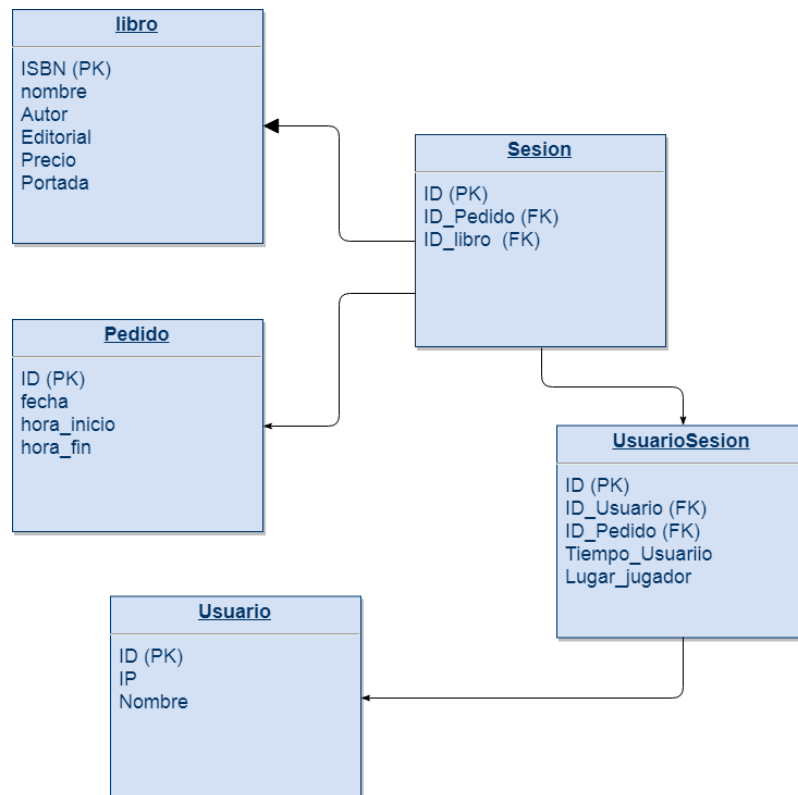 libro
ISBN (PK)
nombre
Autor
Editorial
Precio
Portada
Sesion
ID (PK)
ID_Pedido (FK)
ID_libro (FK)
Pedido
ID (PK)
fecha
hora_inicio
hora_fin
UsuarioSesion
ID (PK)
ID_Usuario (FK)
ID_Pedido (FK)
Tiempo_Usuariio
Lugar_jugador
Usuario
ID (PK)
IP
Nombre